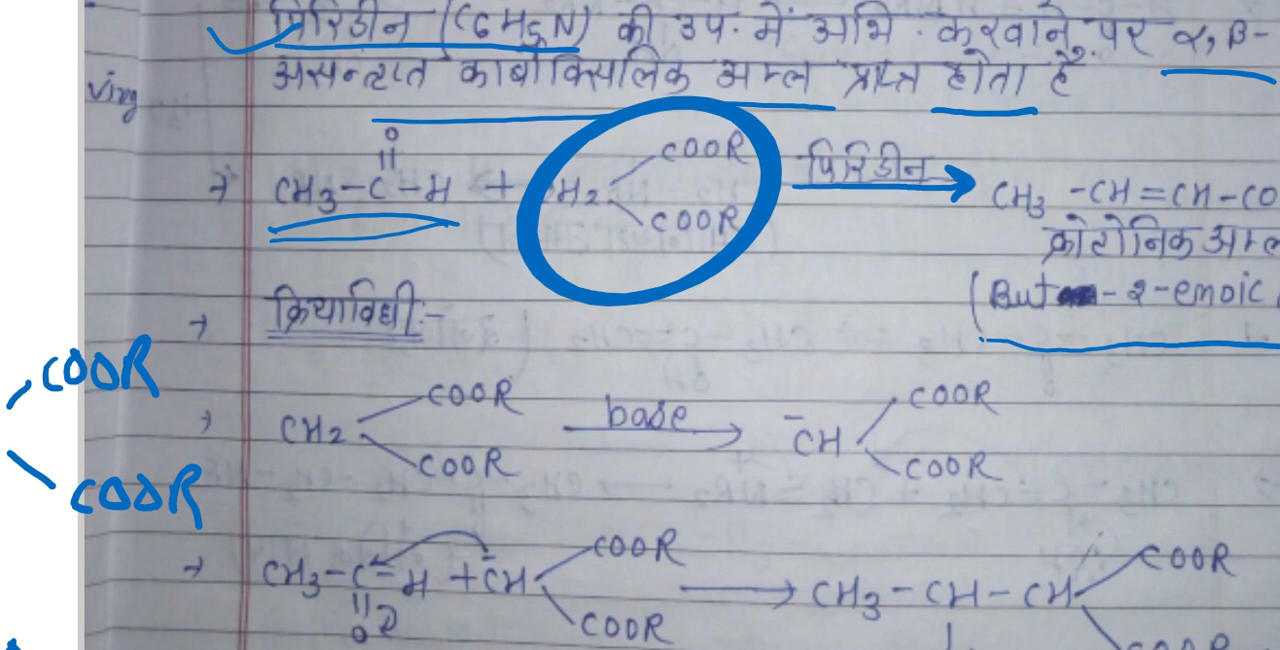 पिरिडीन (C6H5N) की उप. में अभि. करवाने पर α, β-
असन्तृप्त कार्बोक्सिलिक अम्ल प्राप्त होता है
ving
O
||
→ CH3-C-H + CH2 COOR COOR पिरिडीन → CH3-CH=CH-CO
क्रोटोनिक अम्ल
(But-2-enoic
→ क्रियाविधी:-
COOR
COOR
→ CH2 COOR COOR base → -CH COOR COOR
→ CH3-C-H + -CH COOR COOR → CH3-CH-CH COOR
||
O